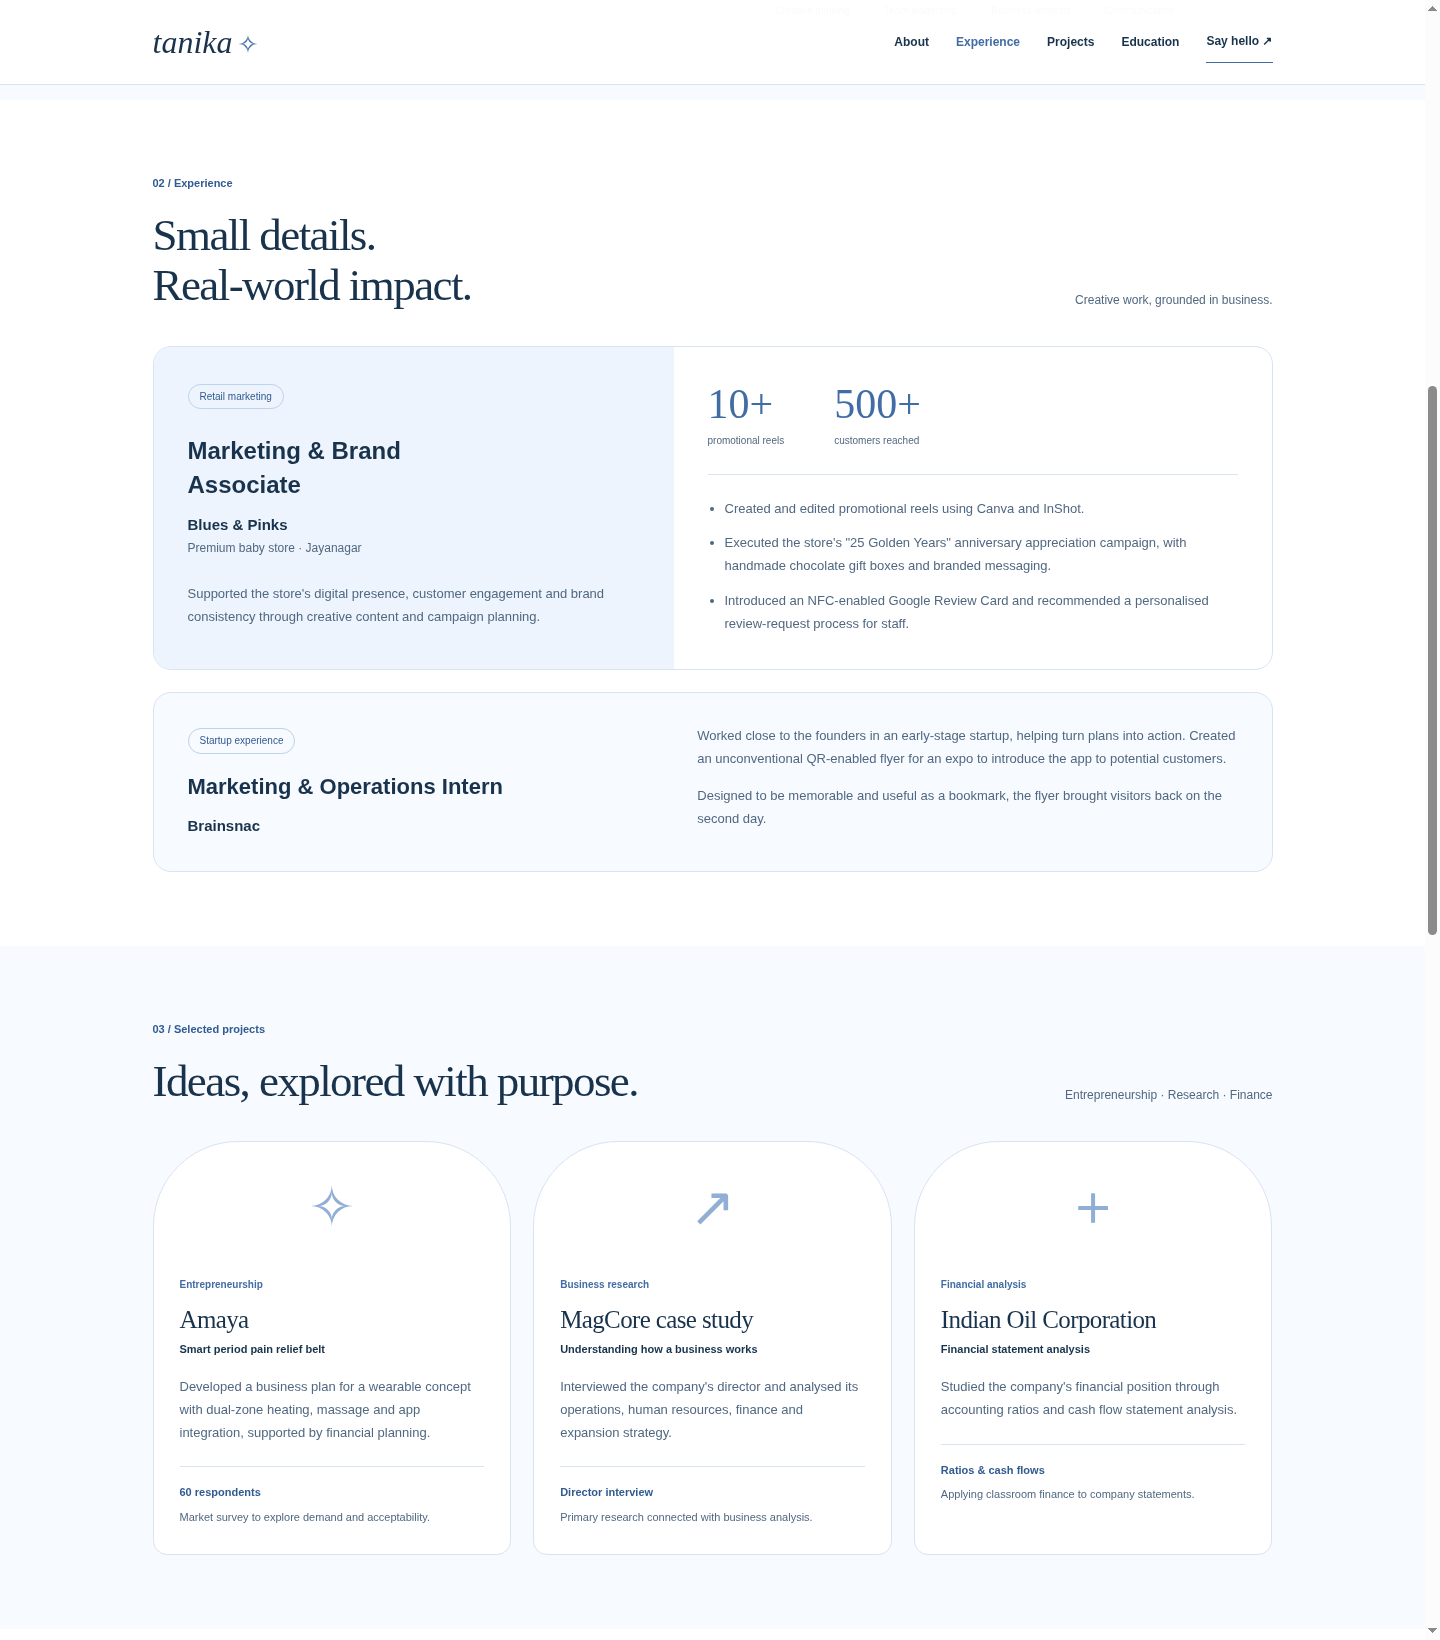 tanika ✧
About Experience Projects Education Say hello ↗
02 / Experience
Small details.
Real-world impact.
Creative work, grounded in business.
Retail marketing
Marketing & Brand
Associate
Blues & Pinks
Premium baby store · Jayanagar
Supported the store's digital presence, customer engagement and brand
consistency through creative content and campaign planning.
10+ 500+
promotional reels customers reached
• Created and edited promotional reels using Canva and InShot.
• Executed the store's "25 Golden Years" anniversary appreciation campaign, with
handmade chocolate gift boxes and branded messaging.
• Introduced an NFC-enabled Google Review Card and recommended a personalised
review-request process for staff.
Startup experience
Marketing & Operations Intern
Brainsnac
Worked close to the founders in an early-stage startup, helping turn plans into action. Created
an unconventional QR-enabled flyer for an expo to introduce the app to potential customers.
Designed to be memorable and useful as a bookmark, the flyer brought visitors back on the
second day.
03 / Selected projects
Ideas, explored with purpose.
Entrepreneurship · Research · Finance
✧
Entrepreneurship
Amaya
Smart period pain relief belt
Developed a business plan for a wearable concept
with dual-zone heating, massage and app
integration, supported by financial planning.
60 respondents
Market survey to explore demand and acceptability.
↗
Business research
MagCore case study
Understanding how a business works
Interviewed the company's director and analysed its
operations, human resources, finance and
expansion strategy.
Director interview
Primary research connected with business analysis.
+
Financial analysis
Indian Oil Corporation
Financial statement analysis
Studied the company's financial position through
accounting ratios and cash flow statement analysis.
Ratios & cash flows
Applying classroom finance to company statements.